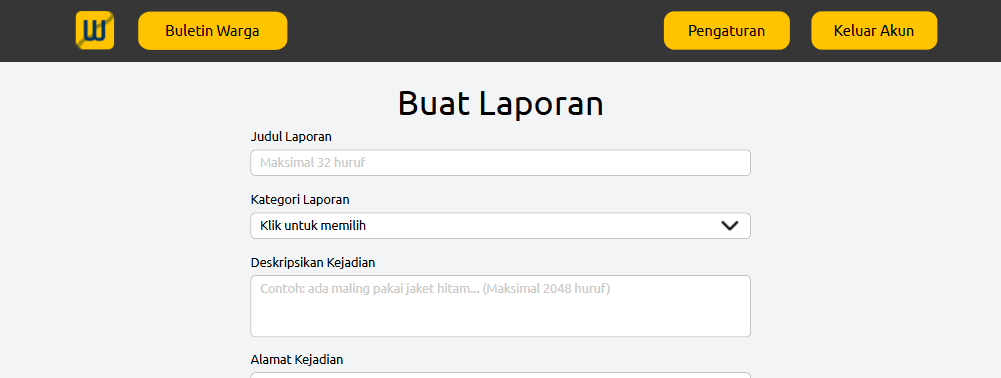 W
Buletin Warga
Pengaturan
Keluar Akun
Buat Laporan
Judul Laporan
Maksimal 32 huruf
Kategori Laporan
Klik untuk memilih
Deskripsikan Kejadian
Contoh: ada maling pakai jaket hitam... (Maksimal 2048 huruf)
Alamat Kejadian